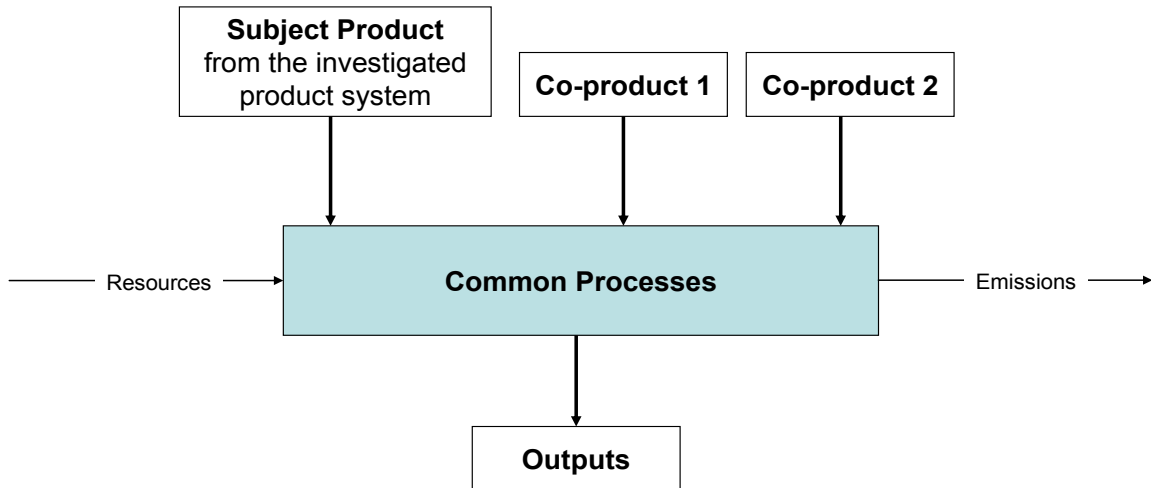 Subject Product
from the investigated
product system
Co-product 1
Co-product 2
Resources
Common Processes
Emissions
Outputs